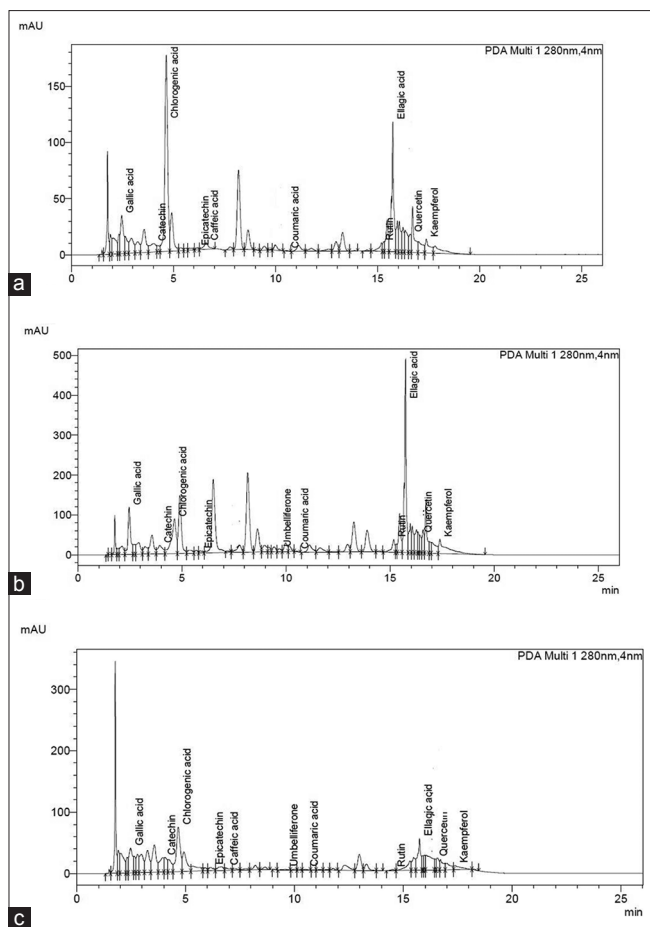 mAU
PDA Multi 1 280nm,4nm
150
100
50
0
Gallic acid
Catechin
Chlorogenic acid
Epicatechin
Caffeic acid
Coumaric acid
Rutin
Ellagic acid
Quercetin
Kaempferol
0 5 10 15 20 25
a
mAU
PDA Multi 1 280nm,4nm
500
400
300
200
100
0
Gallic acid
Catechin
Chlorogenic acid
Epicatechin
Umbelliferone
Coumaric acid
Rutin
Ellagic acid
Quercetin
Kaempferol
0 5 10 15 20 25
min
b
mAU
PDA Multi 1 280nm,4nm
300
200
100
0
Gallic acid
Catechin
Chlorogenic acid
Epicatechin
Caffeic acid
Umbelliferone
Coumaric acid
Rutin
Ellagic acid
Quercetin
Kaempferol
0 5 10 15 20 25
min
c